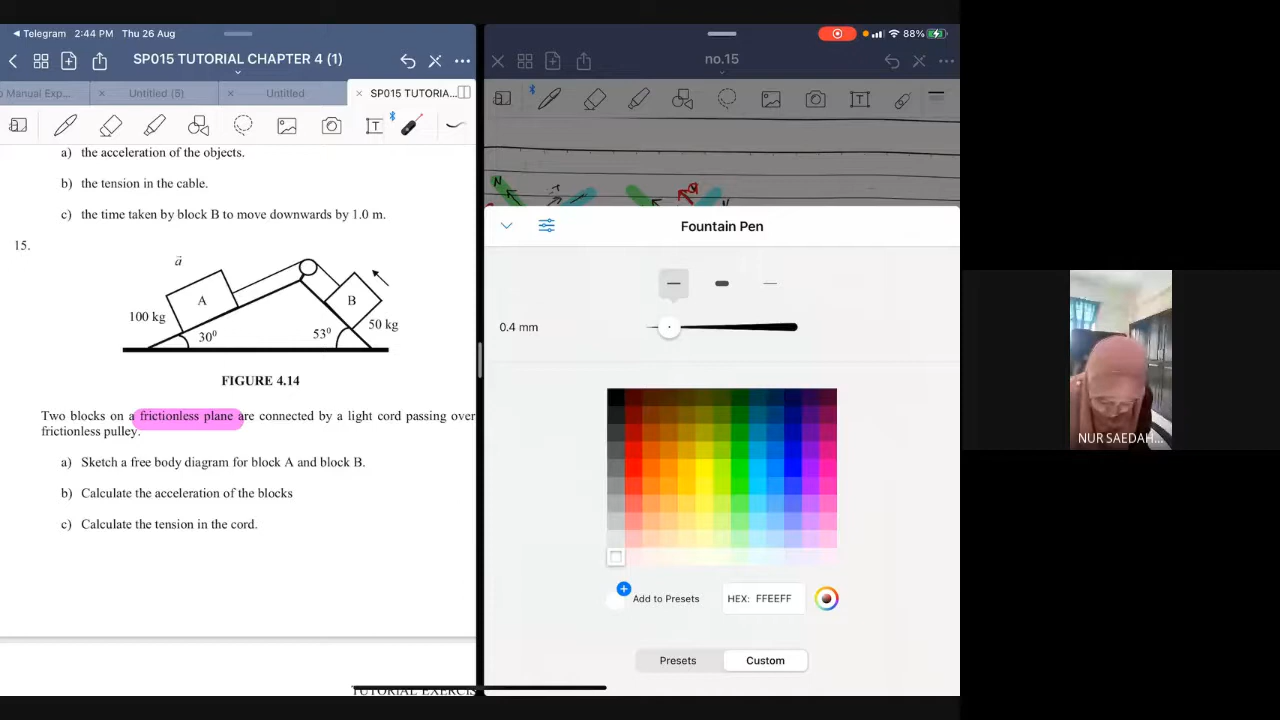 ◀ Telegram 2:44 PM Thu 26 Aug
88%
SP015 TUTORIAL CHAPTER 4 (1)
o Manual Exp...
Untitled (5)
Untitled
SP015 TUTORIA...
a) the acceleration of the objects.
b) the tension in the cable.
c) the time taken by block B to move downwards by 1.0 m.
15.
a
A
B
100 kg
50 kg
30⁰
53⁰
FIGURE 4.14
Two blocks on a frictionless plane are connected by a light cord passing over
frictionless pulley.
a) Sketch a free body diagram for block A and block B.
b) Calculate the acceleration of the blocks
c) Calculate the tension in the cord.
TUTORIAL EXERCIS
no.15
T
T
N
Fountain Pen
0.4 mm
Add to Presets
HEX: FFEEFF
Presets
Custom
NUR SAEDAH...